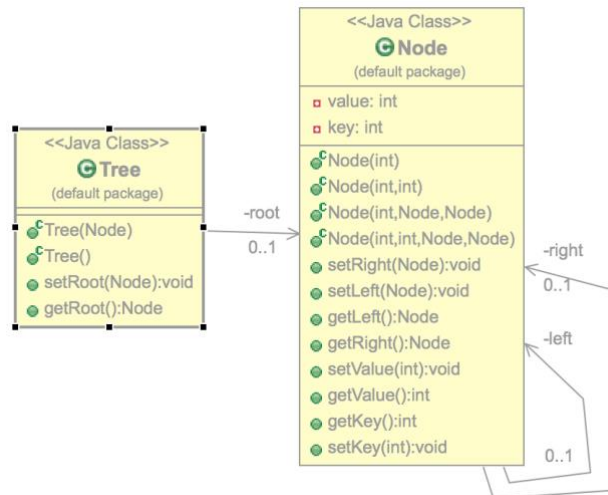 <<Java Class>>
Tree
(default package)
Tree(Node)
Tree()
setRoot(Node):void
getRoot():Node
-root
0..1
<<Java Class>>
Node
(default package)
value: int
key: int
Node(int)
Node(int,int)
Node(int,Node,Node)
Node(int,int,Node,Node)
setRight(Node):void
setLeft(Node):void
getLeft():Node
getRight():Node
setValue(int):void
getValue():int
getKey():int
setKey(int):void
-right
0..1
-left
0..1